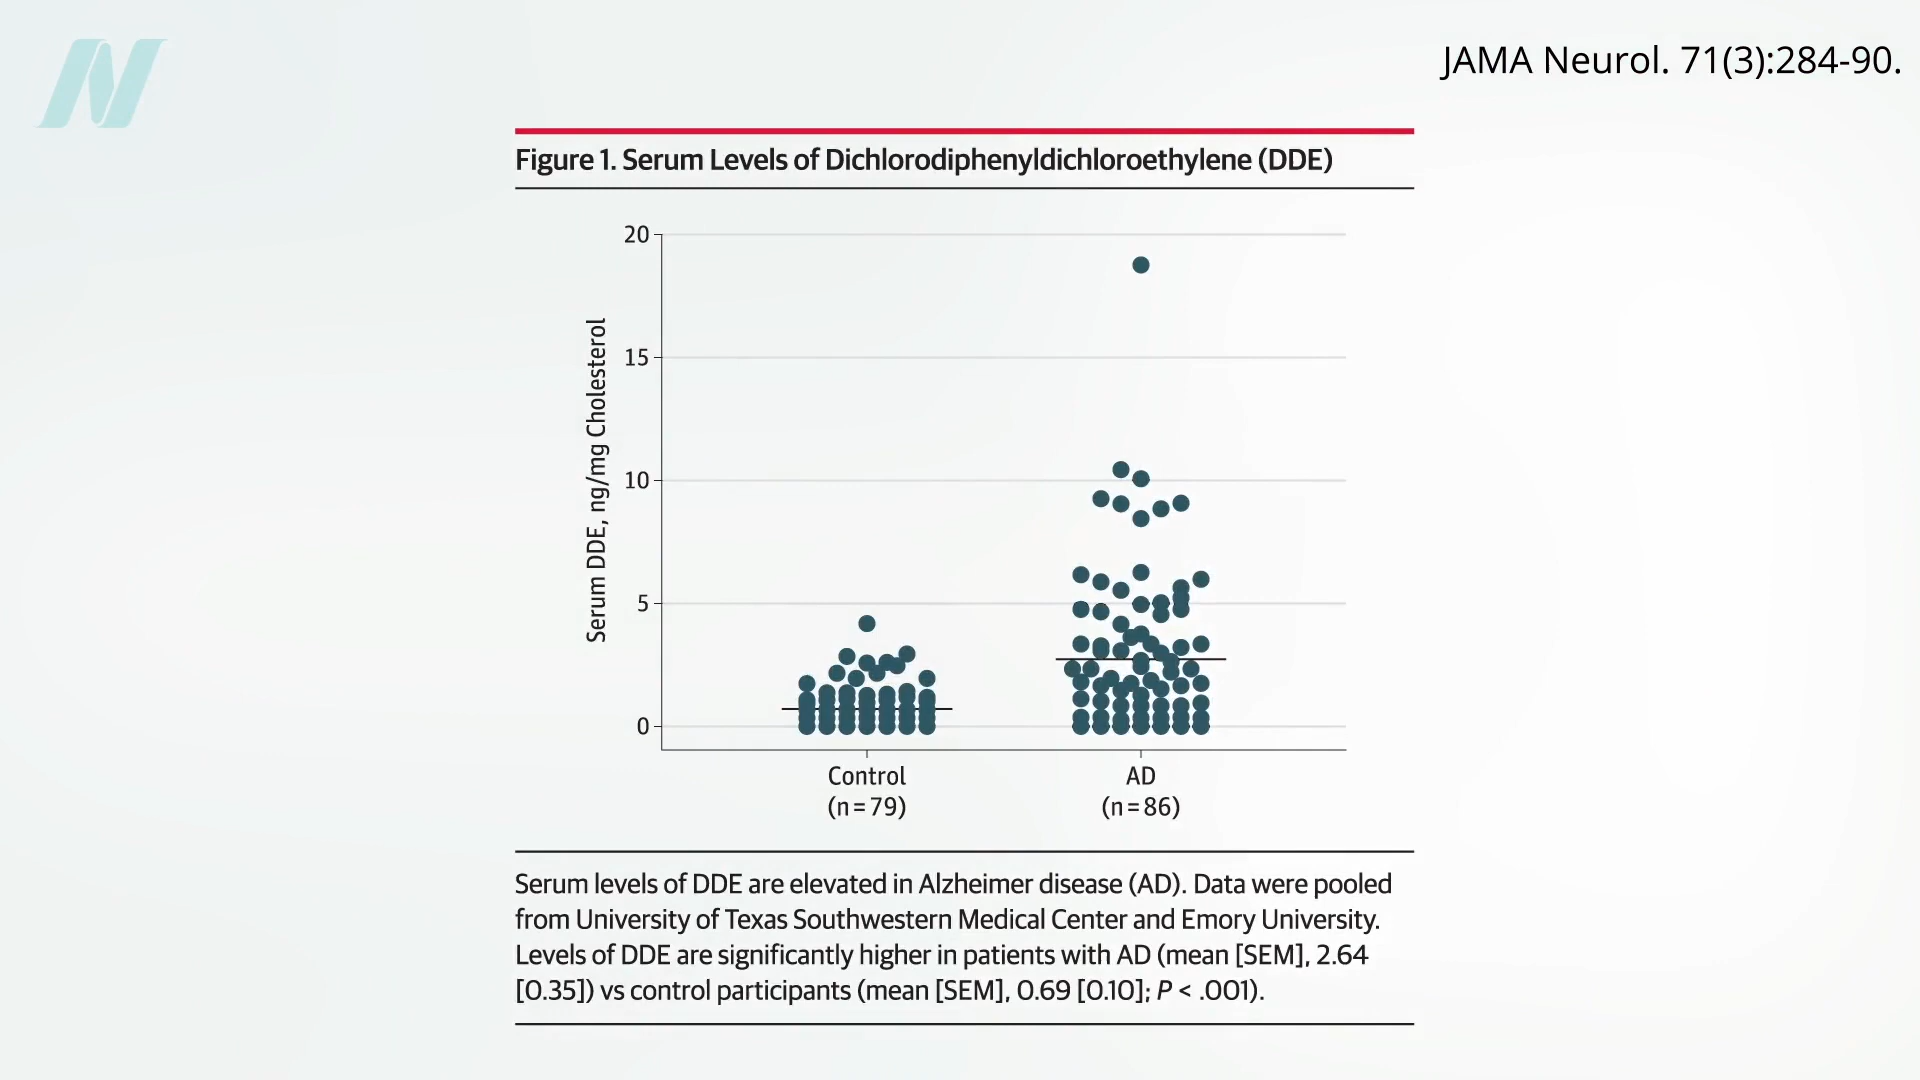 JAMA Neurol. 71(3):284-90.
Figure 1. Serum Levels of Dichlorodiphenyldichloroethylene (DDE)
20
15
10
5
0
Serum DDE, ng/mg Cholesterol
Control
(n=79)
AD
(n=86)
Serum levels of DDE are elevated in Alzheimer disease (AD). Data were pooled
from University of Texas Southwestern Medical Center and Emory University.
Levels of DDE are significantly higher in patients with AD (mean [SEM], 2.64
[0.35]) vs control participants (mean [SEM], 0.69 [0.10]; P < .001).